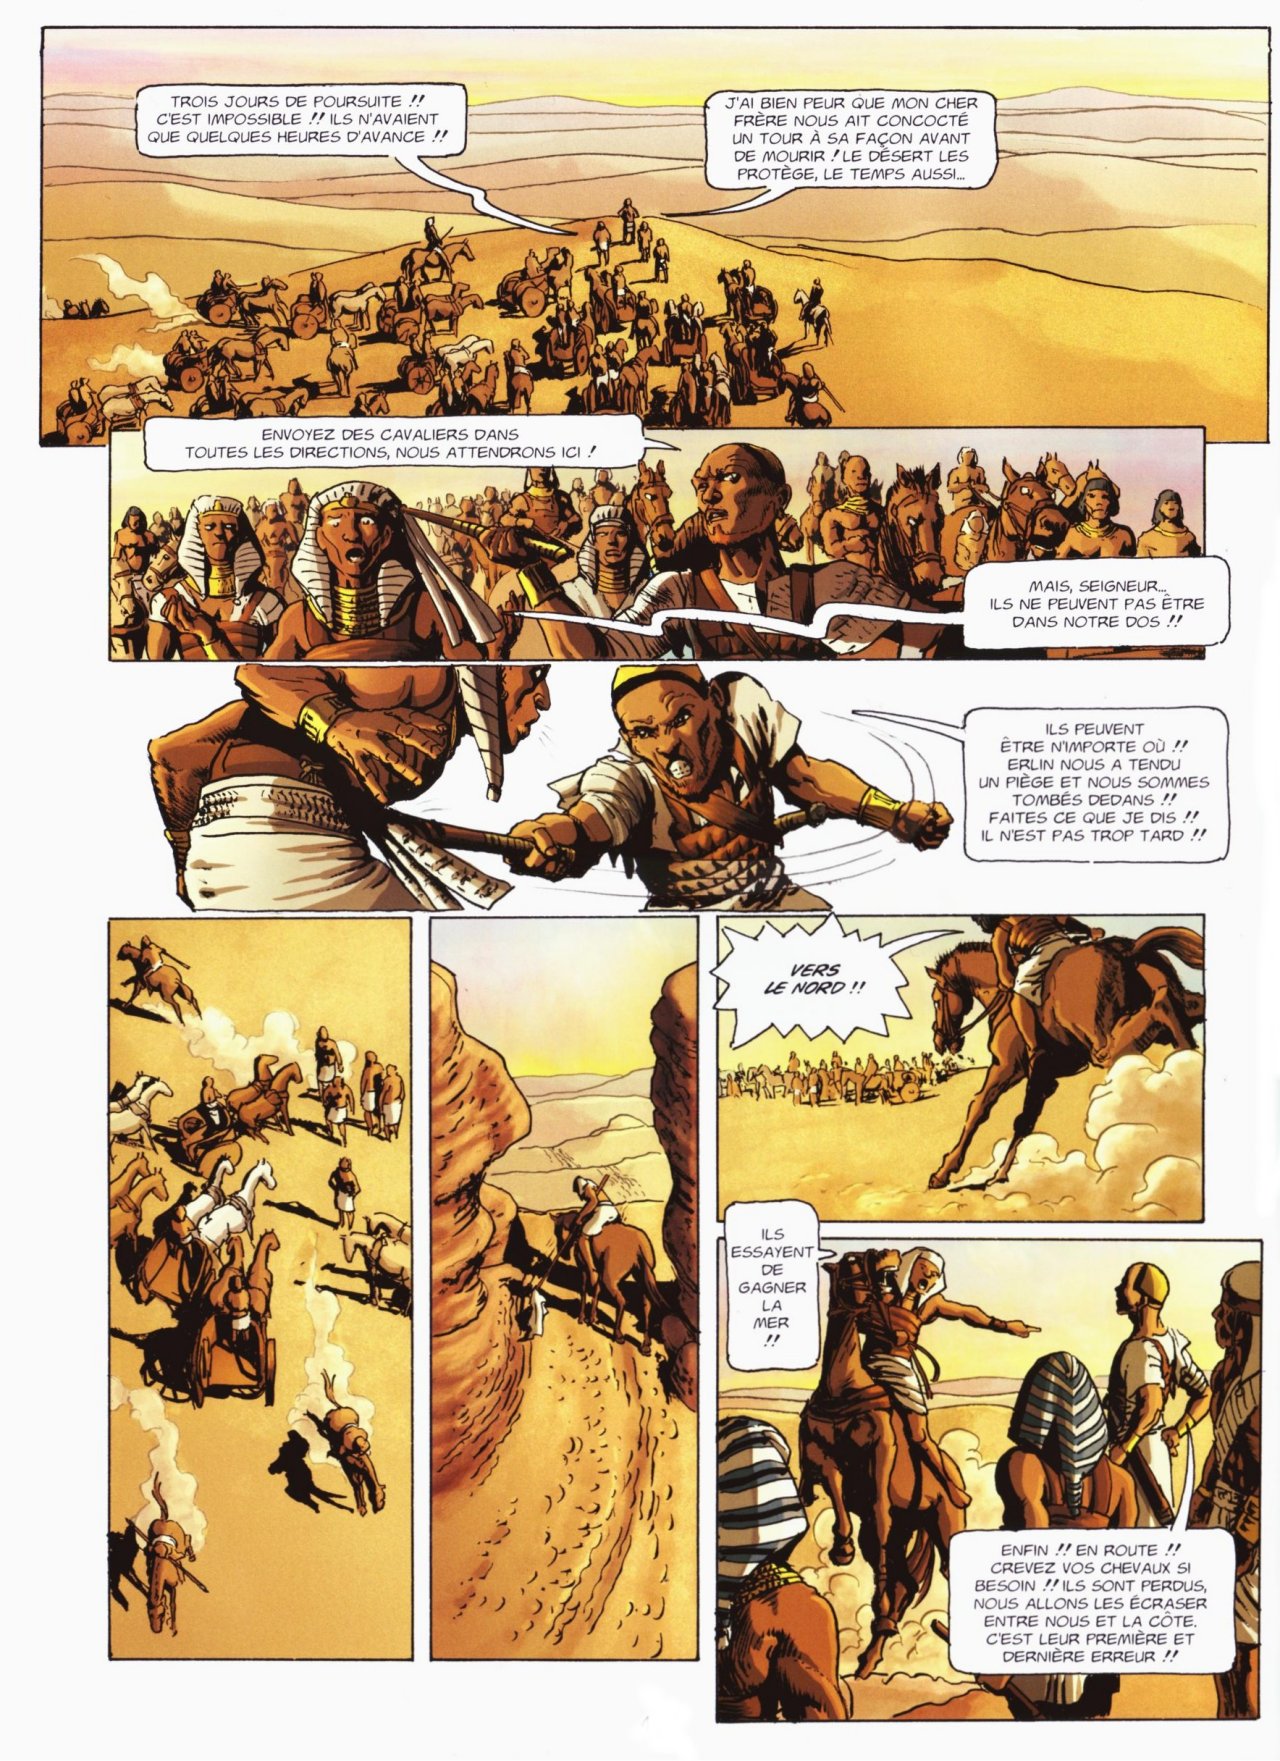 TROIS JOURS DE POURSUITE !!
C'EST IMPOSSIBLE !! ILS N'AVAIENT
QUE QUELQUES HEURES D'AVANCE !!
J'AI BIEN PEUR QUE MON CHER
FRÈRE NOUS AIT CONCOCTÉ
UN TOUR À SA FAÇON AVANT
DE MOURIR ! LE DÉSERT LES
PROTÈGE, LE TEMPS AUSSI...
ENVOYEZ DES CAVALIERS DANS
TOUTES LES DIRECTIONS, NOUS ATTENDRONS ICI !
MAIS, SEIGNEUR...
ILS NE PEUVENT PAS ÊTRE
DANS NOTRE DOS !!
ILS PEUVENT
ÊTRE N'IMPORTE OÙ !!
ERLIN NOUS A TENDU
UN PIÈGE ET NOUS SOMMES
TOMBÉS DEDANS !!
FAITES CE QUE JE DIS !!
IL N'EST PAS TROP TARD !!
VERS
LE NORD !!
ILS
ESSAYENT
DE
GAGNER
LA
MER
!!
ENFIN !! EN ROUTE !!
CREVEZ VOS CHEVAUX SI
BESOIN !! ILS SONT PERDUS,
NOUS ALLONS LES ÉCRASER
ENTRE NOUS ET LA CÔTE.
C'EST LEUR PREMIÈRE ET
DERNIÈRE ERREUR !!